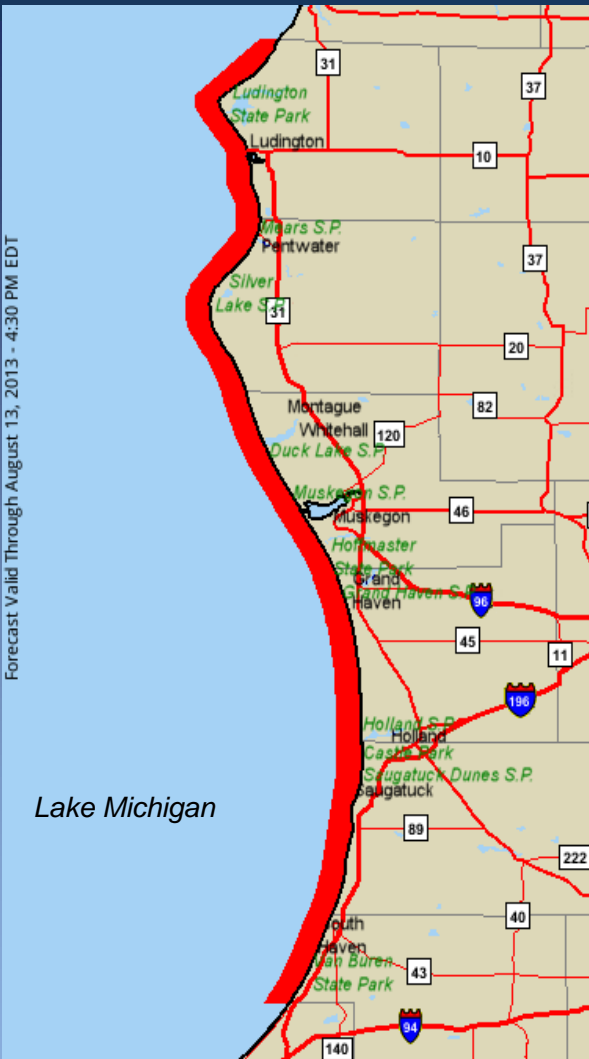 Forecast Valid Through August 13, 2013 - 4:30 PM EDT
31
37
Ludington
State Park
Ludington
10
Mears S.P.
Pentwater
37
Silver
Lake S.P.
31
20
82
Montague
Whitehall
120
Duck Lake S.P.
Muskegon S.P.
46
Muskegon
Hoffmaster
State Park
Grand
Haven
Grand Haven S.P.
96
45
11
196
Holland S.P.
Holland
Castle Park
Saugatuck Dunes S.P.
Saugatuck
Lake Michigan
89
222
40
South
Haven
Van Buren
State Park
43
94
140